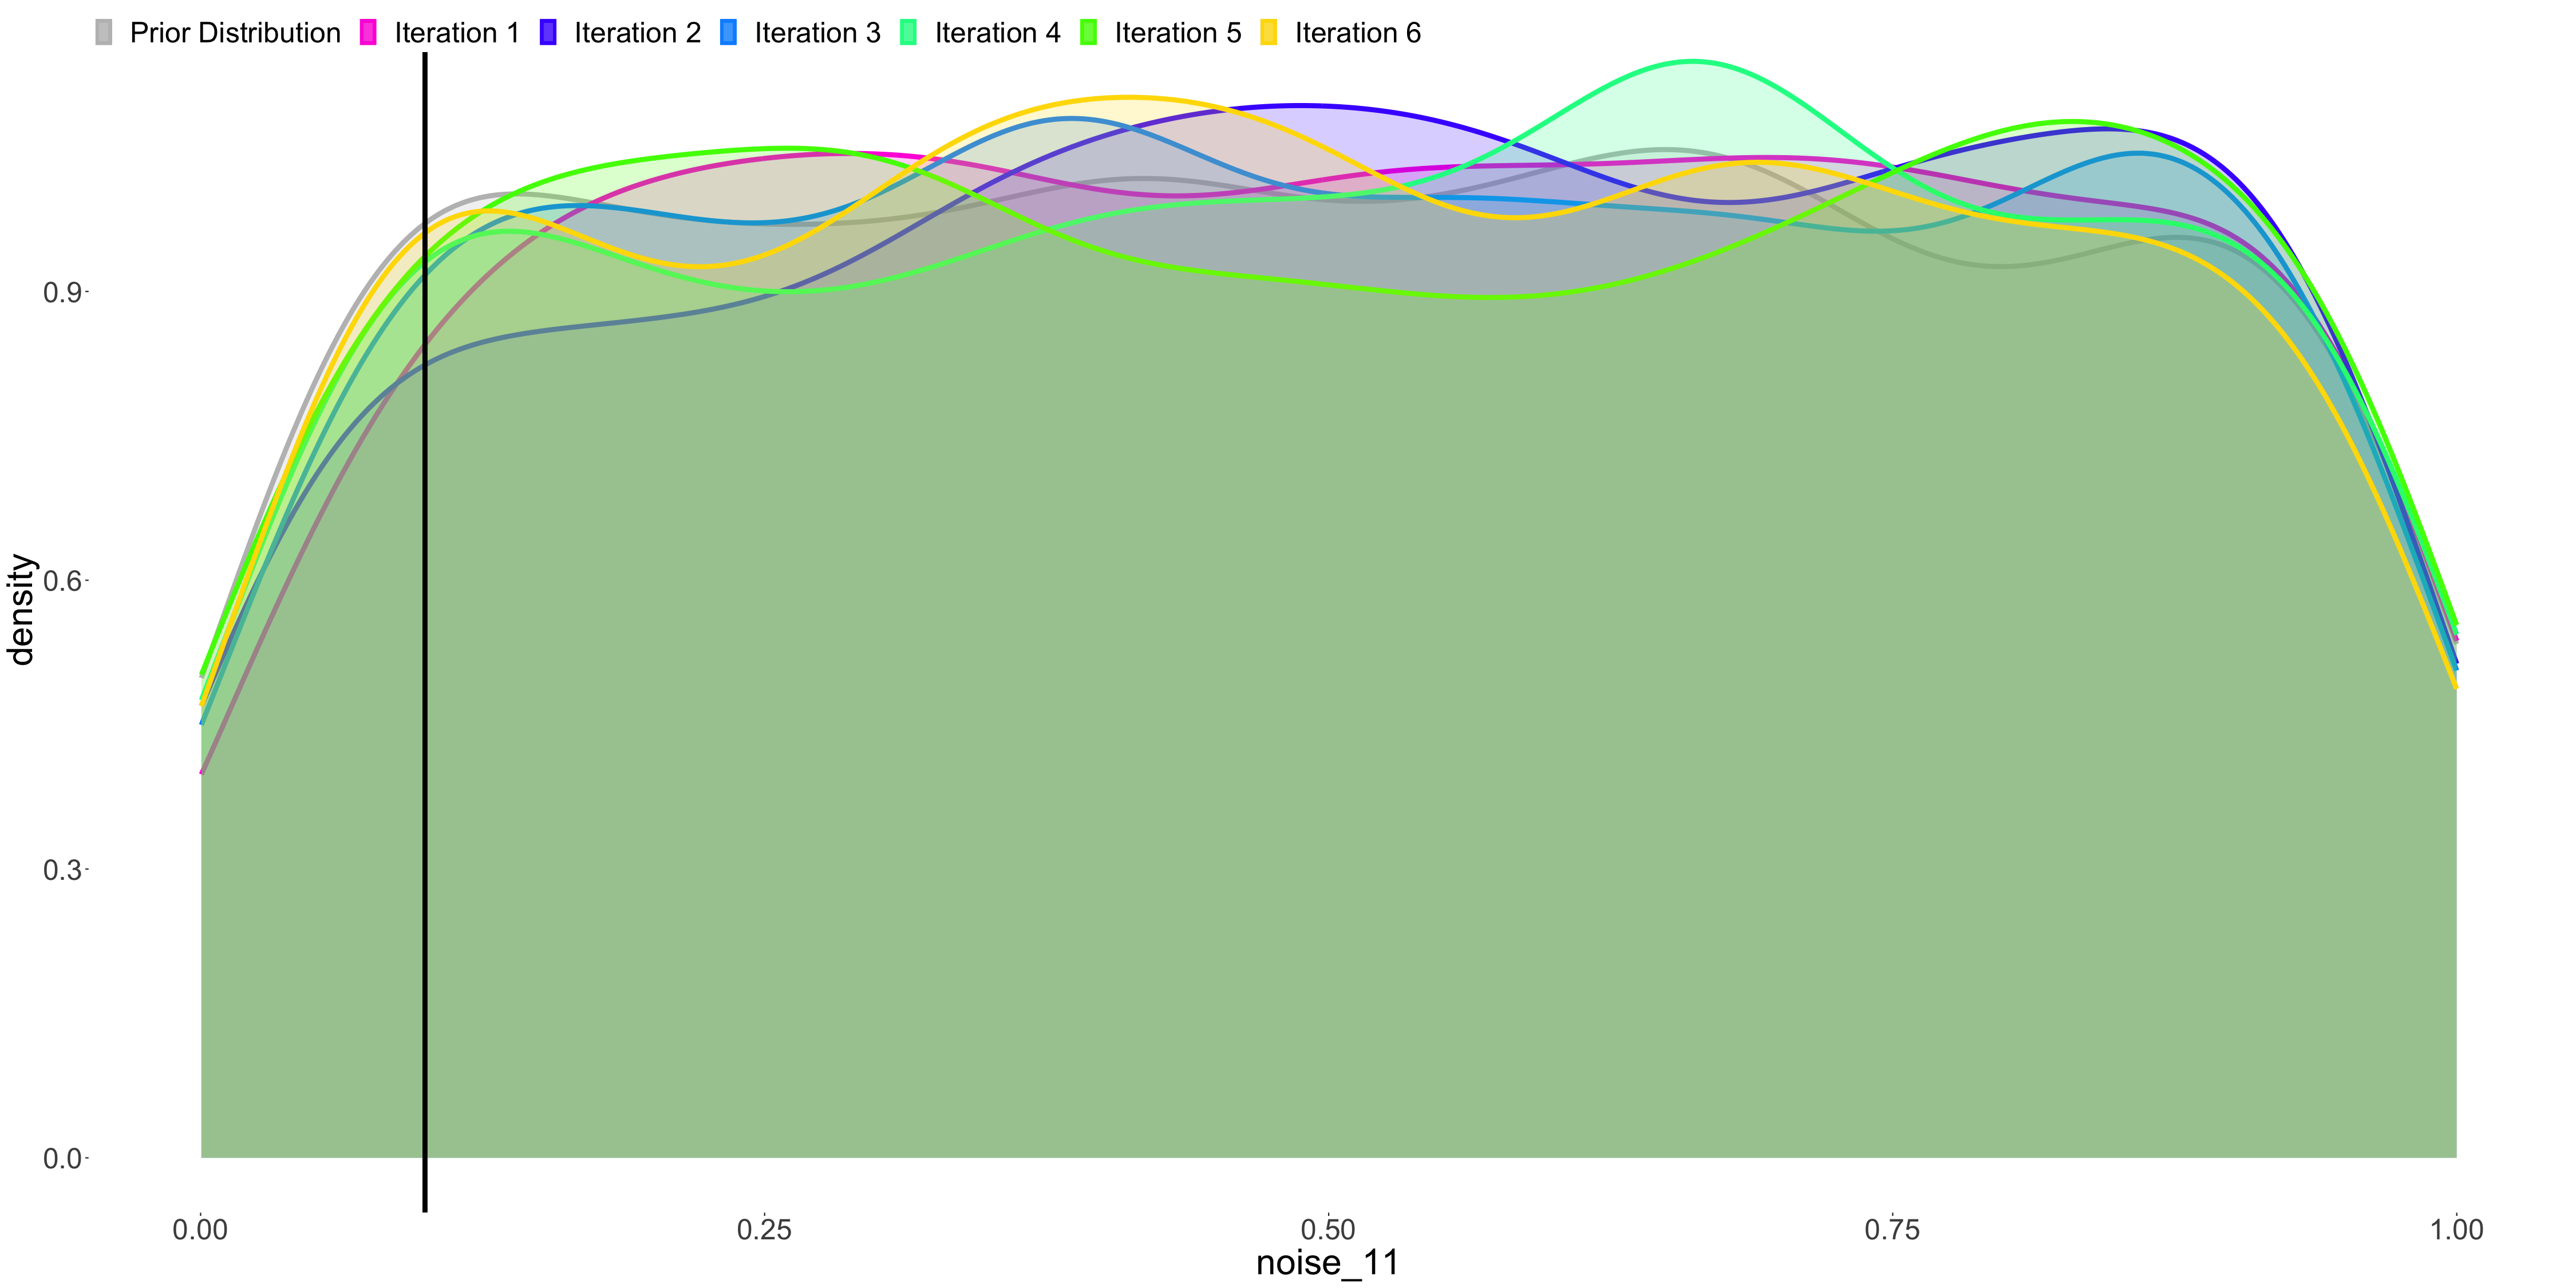 Prior Distribution Iteration 1 Iteration 2 Iteration 3 Iteration 4 Iteration 5 Iteration 6
density
0.9
0.6
0.3
0.0
0.00 0.25 0.50 0.75 1.00
noise_11